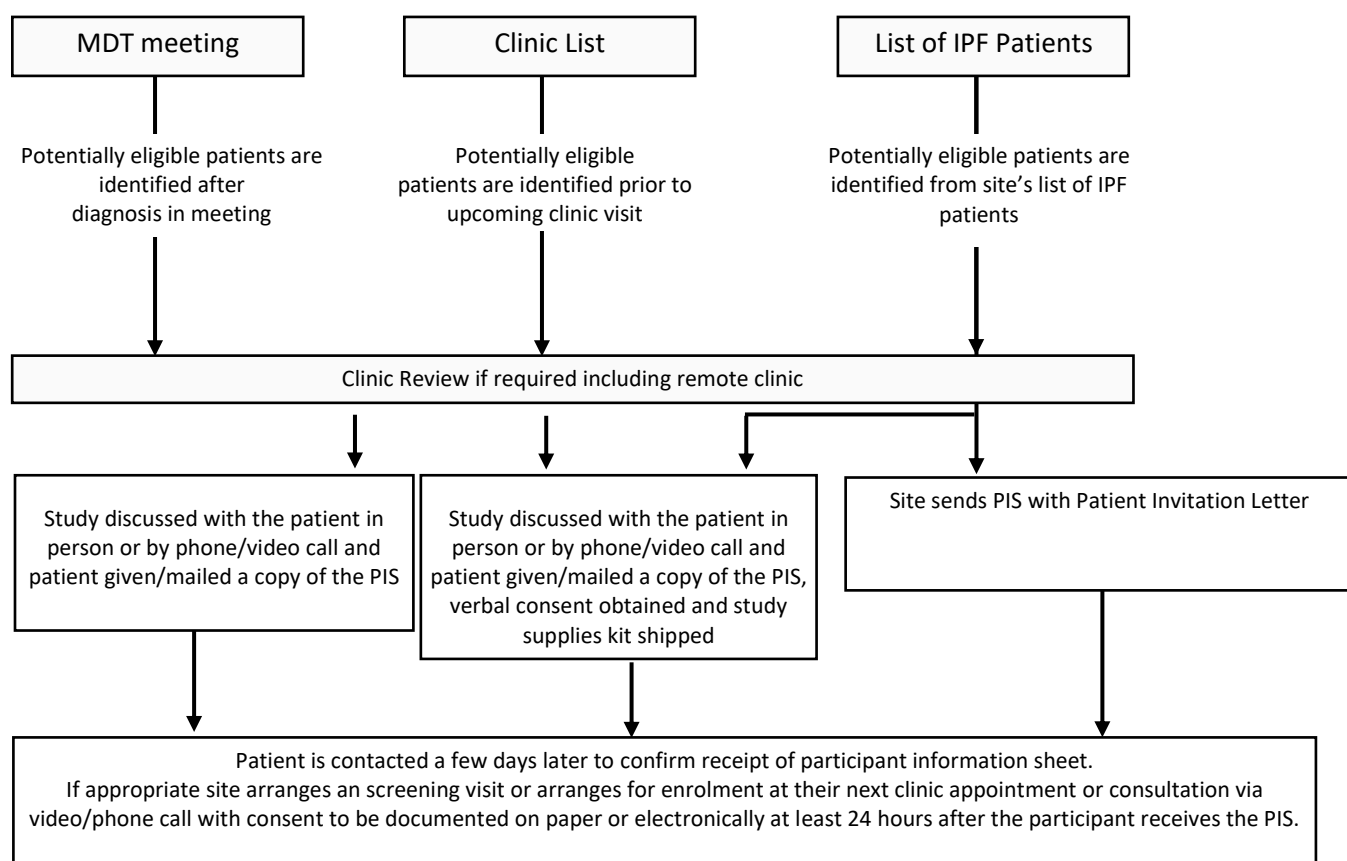 MDT meeting
Clinic List
List of IPF Patients
Potentially eligible patients are
identified after
diagnosis in meeting
Potentially eligible
patients are identified prior to
upcoming clinic visit
Potentially eligible patients are
identified from site's list of IPF
patients
Clinic Review if required including remote clinic
Study discussed with the patient in
person or by phone/video call and
patient given/mailed a copy of the PIS
Study discussed with the patient in
person or by phone/video call and
patient given/mailed a copy of the PIS,
verbal consent obtained and study
supplies kit shipped
Site sends PIS with Patient Invitation Letter
Patient is contacted a few days later to confirm receipt of participant information sheet.
If appropriate site arranges an screening visit or arranges for enrolment at their next clinic appointment or consultation via
video/phone call with consent to be documented on paper or electronically at least 24 hours after the participant receives the PIS.